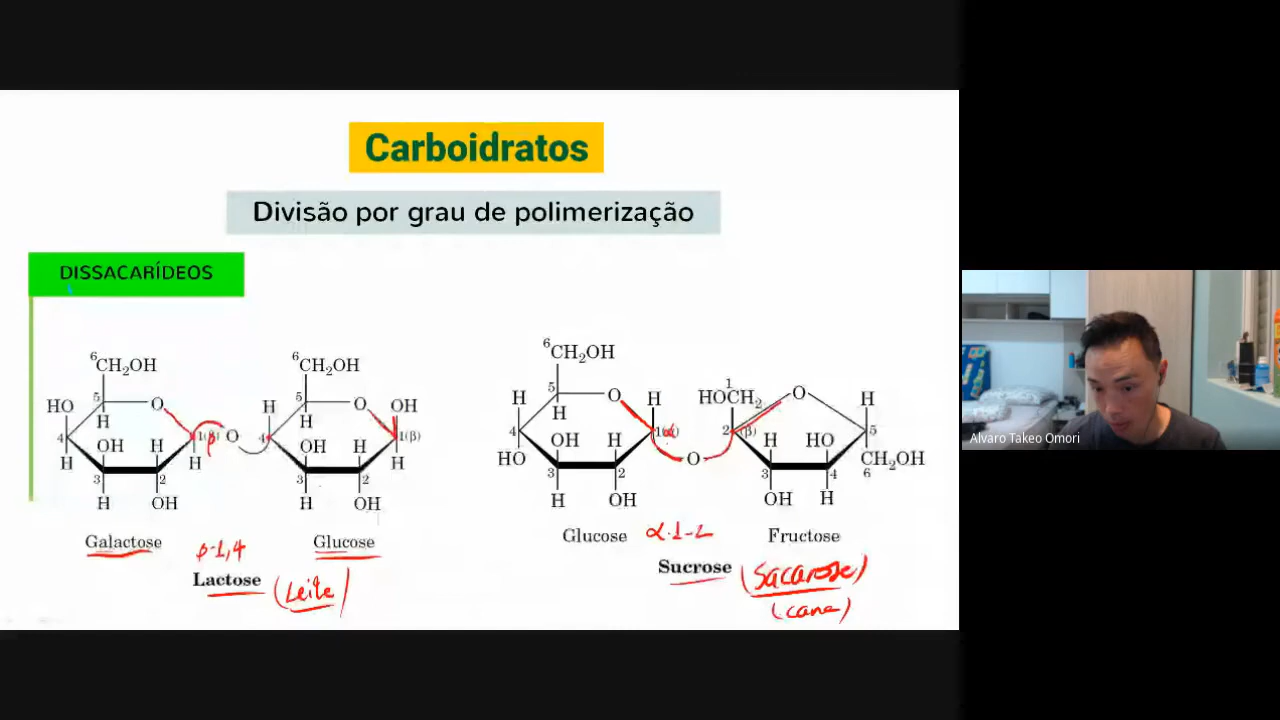 Carboidratos
Divisão por grau de polimerização
DISSACARÍDEOS
6CH2OH
HO
5
O
H
4
OH
H
1(β)
β
H
H
3
2
H
OH
O
6CH2OH
H
5
O
OH
H
4
OH
H
1(β)
H
3
2
H
OH
Galactose
Glucose
β-1,4
Lactose
(Leite)
6CH2OH
H
5
O
H
H
4
OH
H
1
α
HO
3
2
H
OH
O
1
HOCH2
O
H
2
(β)
H
HO
5
CH2OH
6
3
4
OH
H
Glucose
α-1-2
Fructose
Sucrose
(Sacarose)
(cana)
Alvaro Takeo Omori